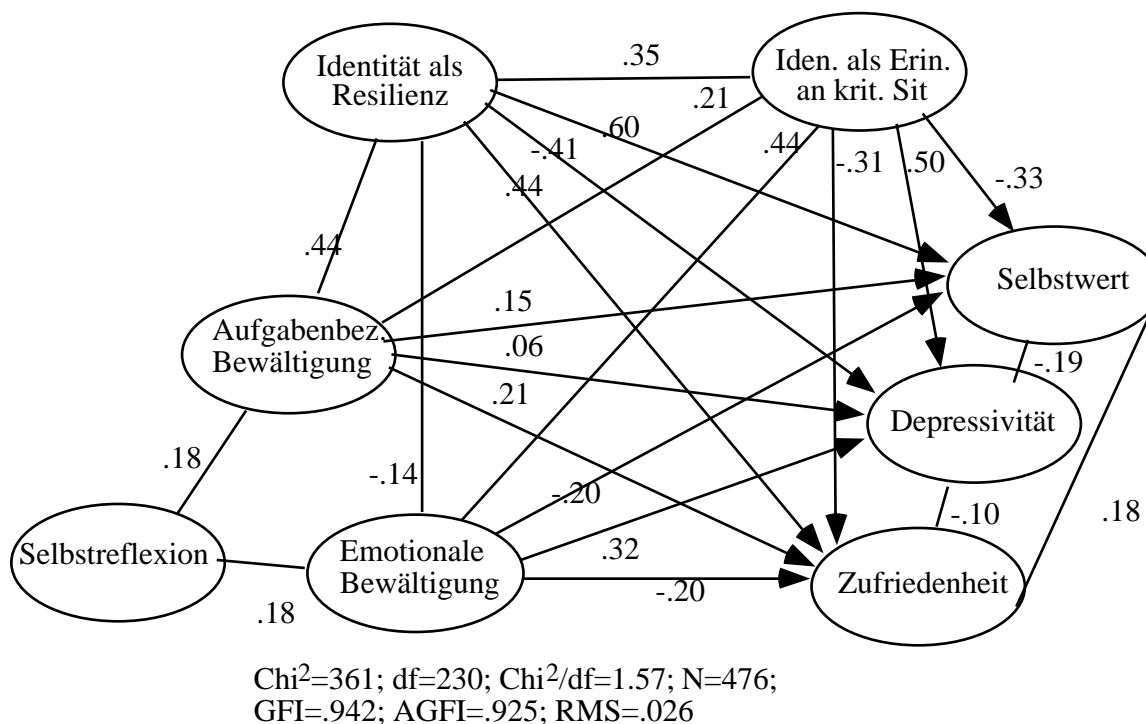 Identität als
Resilienz
Iden. als Erin.
an krit. Sit
.35
.21
.60
-.41
.44
.44
-.31
.50
-.33
.44
Selbstwert
Aufgabenbez.
Bewältigung
.15
.06
.21
-.19
Depressivität
.18
-.14
-.20
-.10
.18
Selbstreflexion
Emotionale
Bewältigung
.32
-.20
Zufriedenheit
.18
Chi²=361; df=230; Chi²/df=1.57; N=476;
GFI=.942; AGFI=.925; RMS=.026